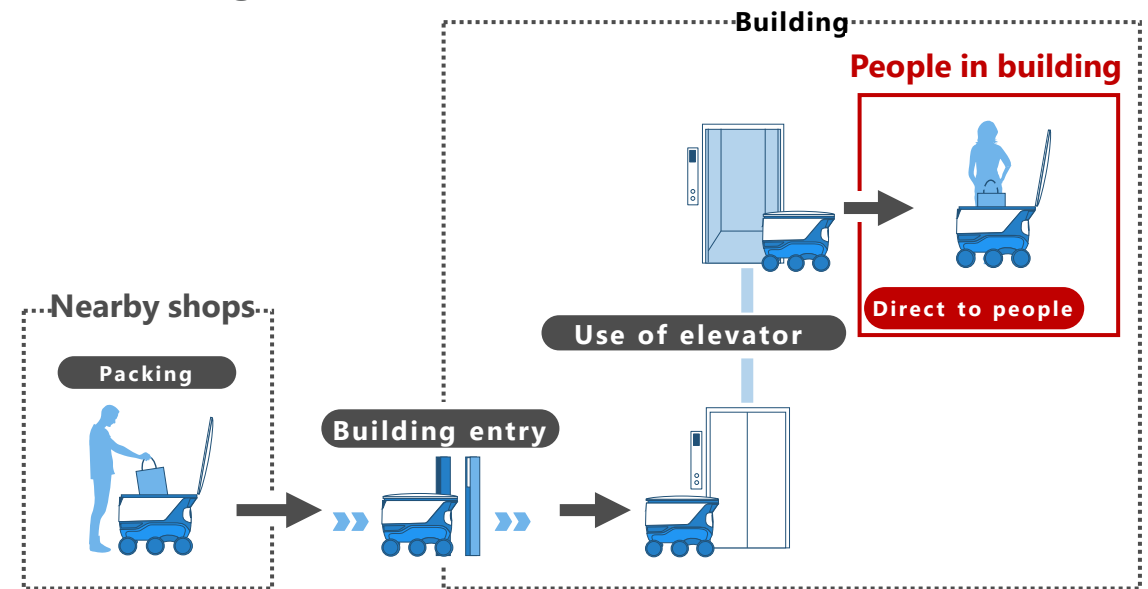 Building
People in building
Direct to people
Use of elevator
Nearby shops
Packing
Building entry